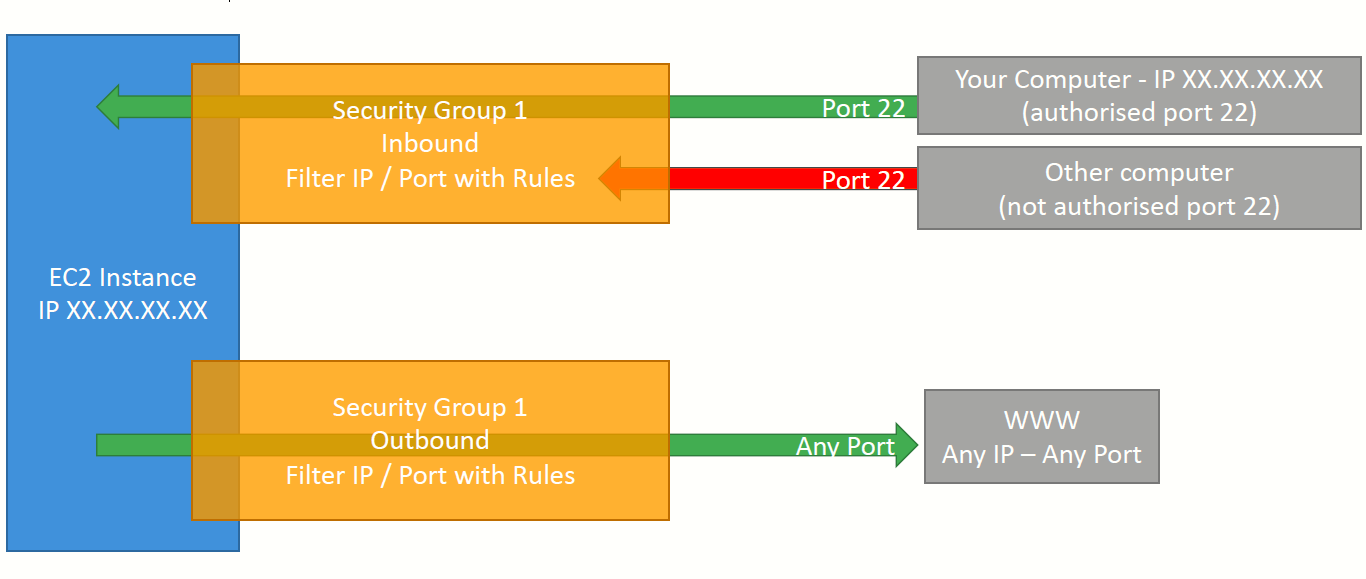 Security Group 1
Inbound
Filter IP / Port with Rules
Port 22
Your Computer - IP XX.XX.XX.XX
(authorised port 22)
Port 22
Other computer
(not authorised port 22)
EC2 Instance
IP XX.XX.XX.XX
Security Group 1
Outbound
Filter IP / Port with Rules
Any Port
WWW
Any IP – Any Port